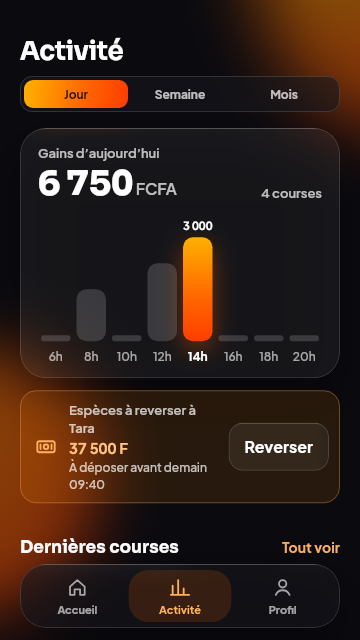 Activité
Jour Semaine Mois
Gains d’aujourd’hui
6 750 FCFA
4 courses
3 000
6h 8h 10h 12h 14h 16h 18h 20h
Espèces à reverser à
Tara
37 500 F
À déposer avant demain
09:40
Reverser
Dernières courses Tout voir
Accueil Activité Profil